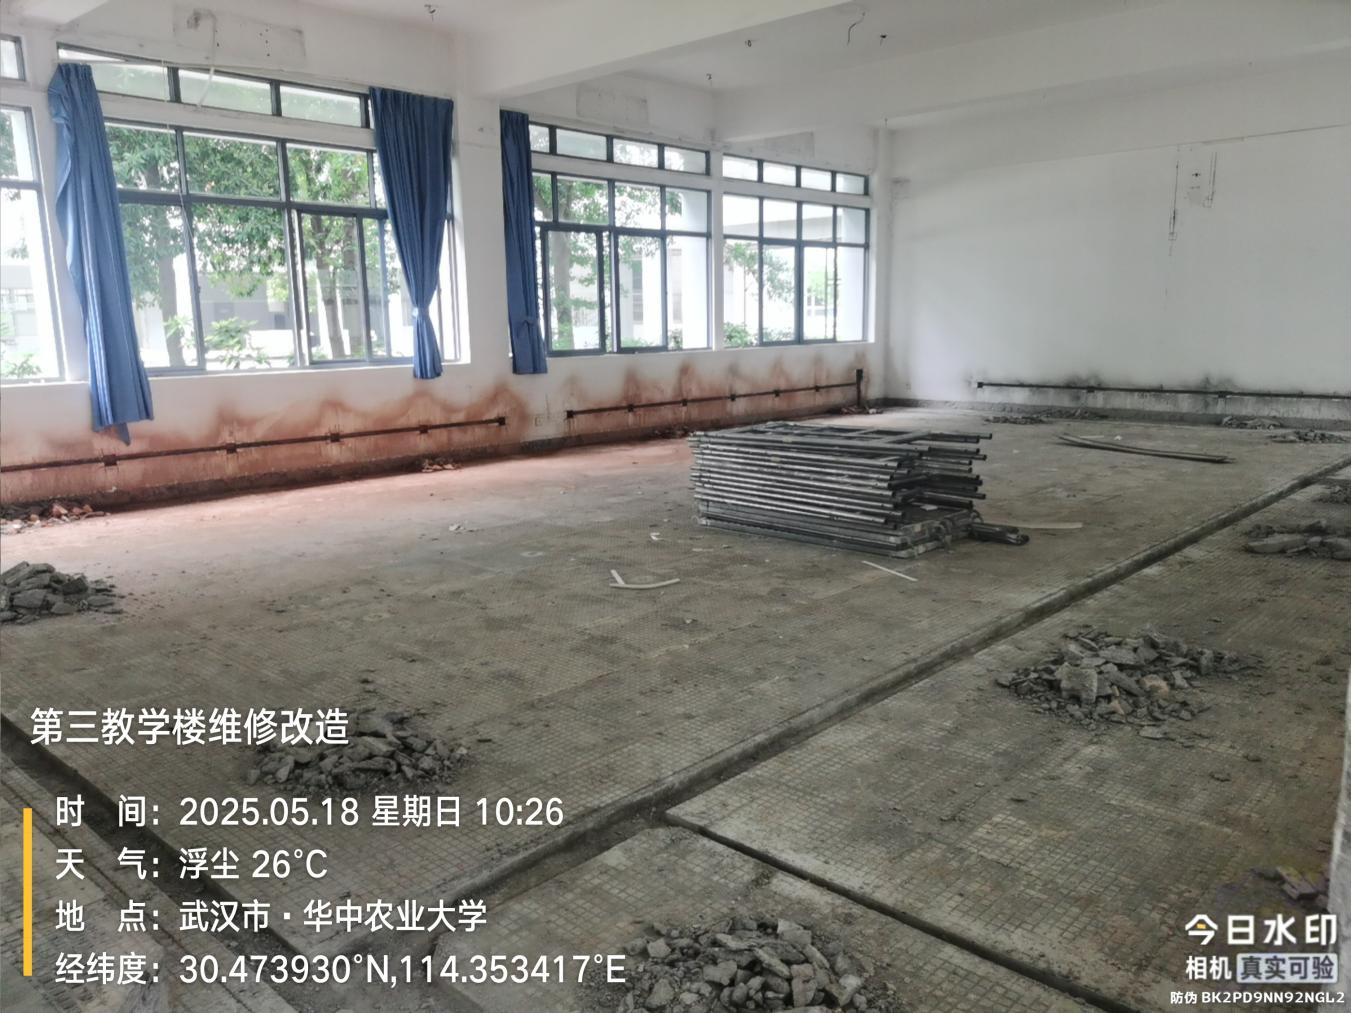 第三教学楼维修改造
时 间：2025.05.18 星期日 10:26
天 气：浮尘 26°C
地 点：武汉市·华中农业大学
经纬度：30.473930°N,114.353417°E
今日水印
相机 真实可验
防伪 BK2PD9NN92NGL2